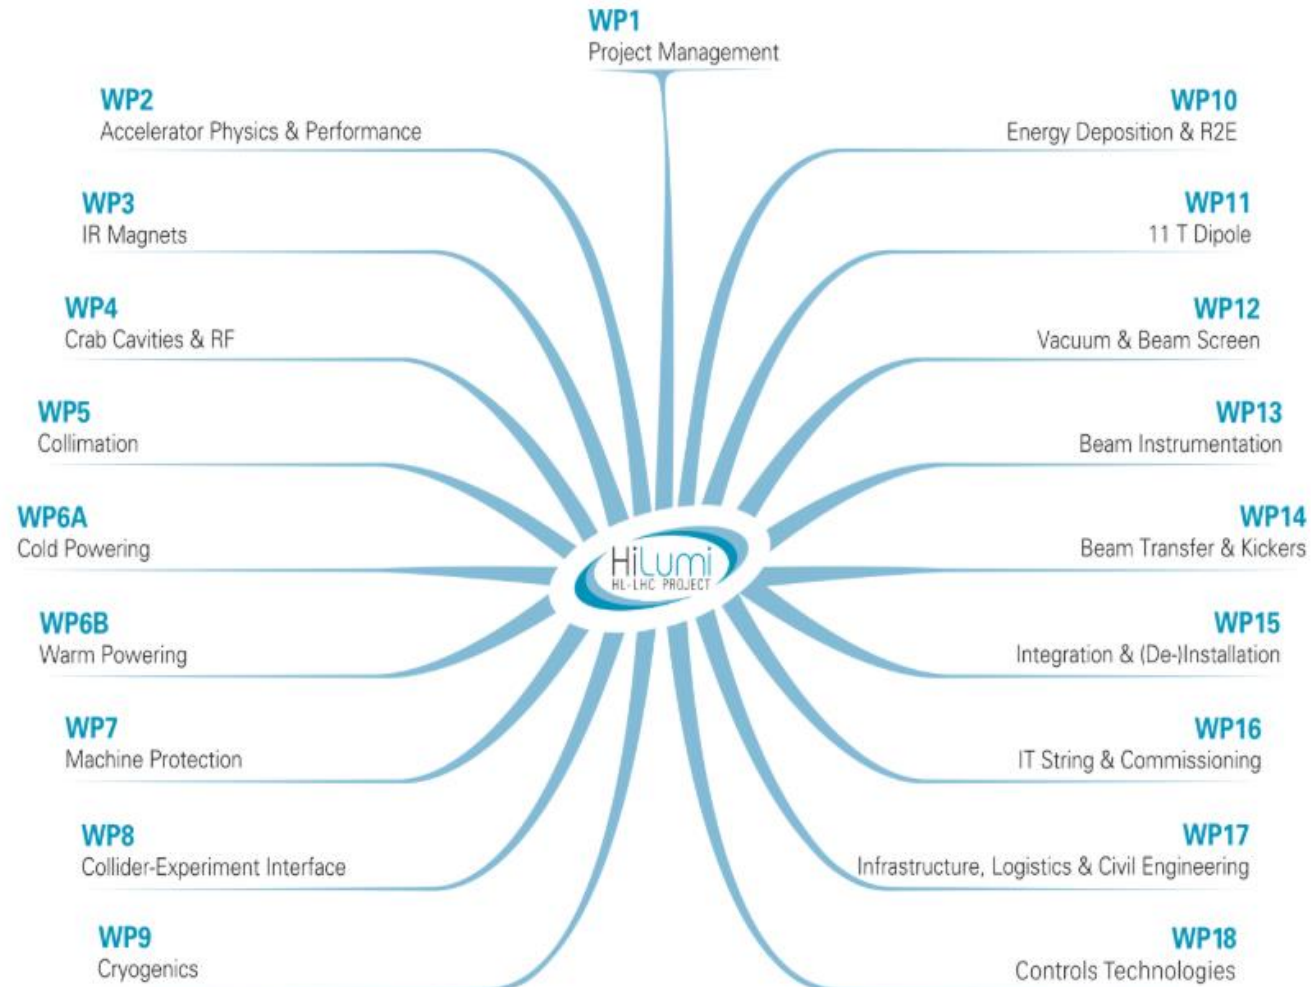 WP1
Project Management
WP2
Accelerator Physics & Performance
WP3
IR Magnets
WP4
Crab Cavities & RF
WP5
Collimation
WP6A
Cold Powering
WP6B
Warm Powering
WP7
Machine Protection
WP8
Collider-Experiment Interface
WP9
Cryogenics
HiLumi
HL-LHC PROJECT
WP10
Energy Deposition & R2E
WP11
11 T Dipole
WP12
Vacuum & Beam Screen
WP13
Beam Instrumentation
WP14
Beam Transfer & Kickers
WP15
Integration & (De-)Installation
WP16
IT String & Commissioning
WP17
Infrastructure, Logistics & Civil Engineering
WP18
Controls Technologies